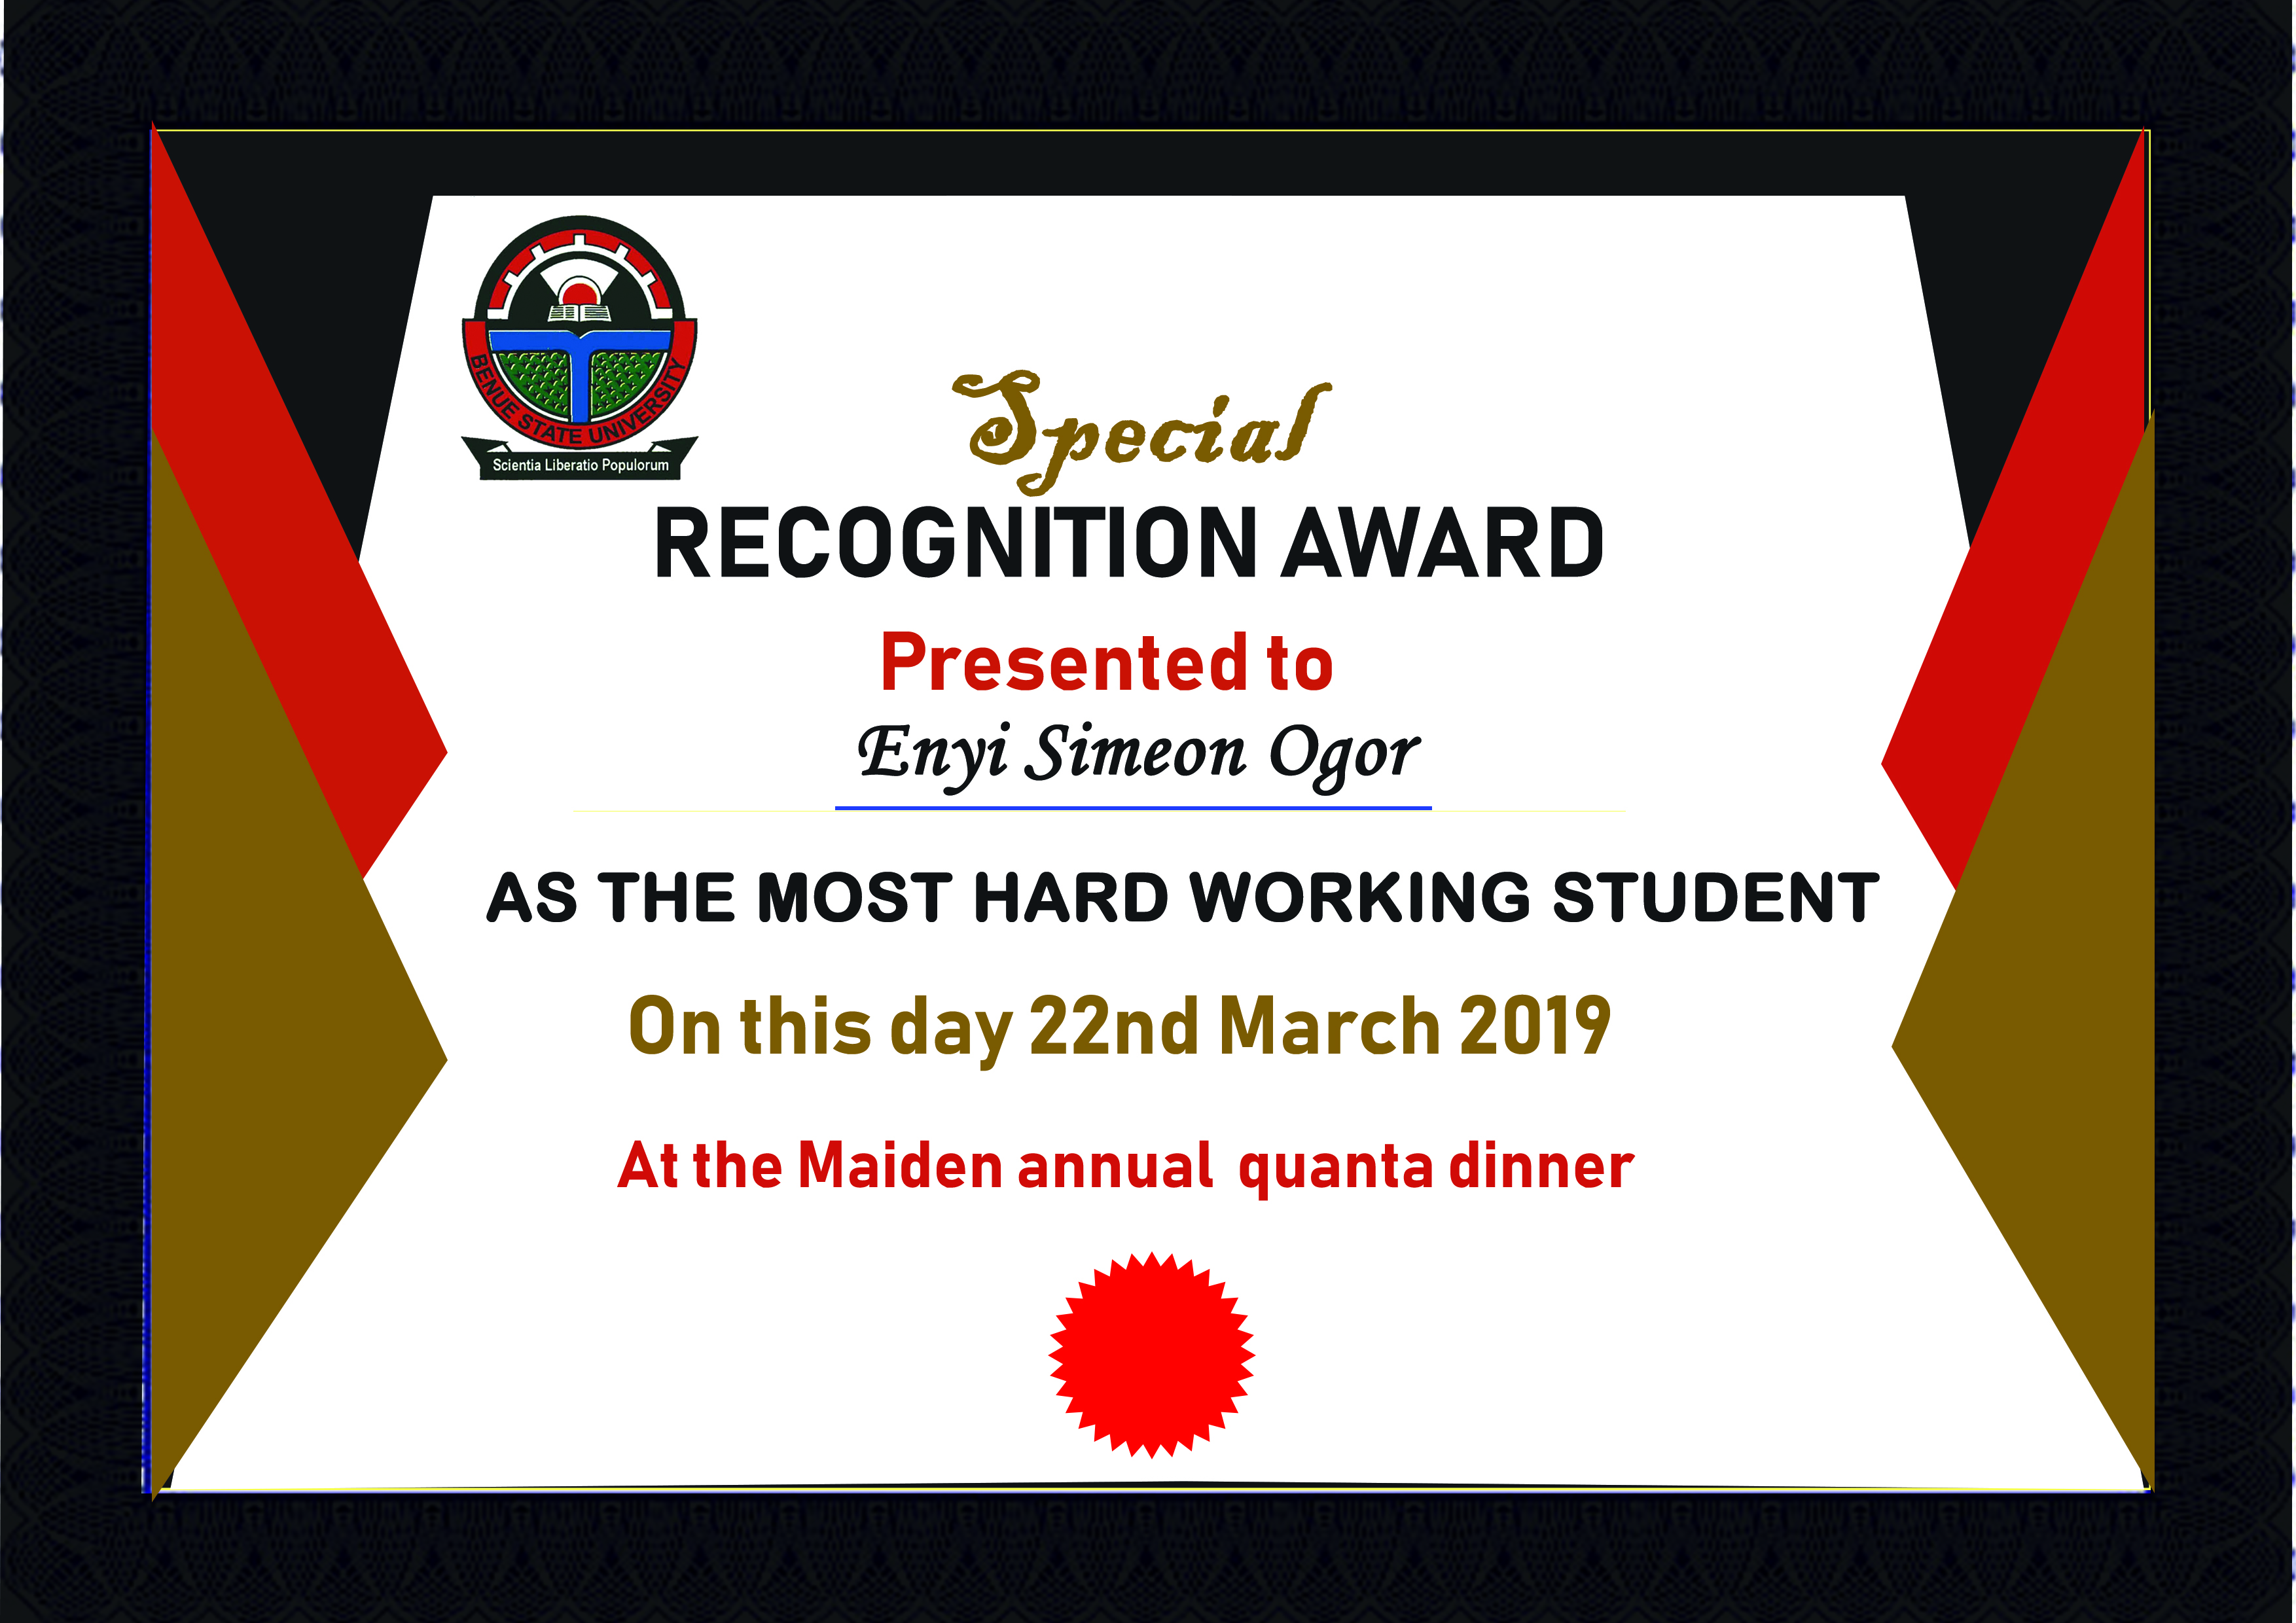 BENUE STATE UNIVERSITY
Scientia Liberatio Populorum
Special
RECOGNITION AWARD
Presented to
Enyi Simeon Ogor
AS THE MOST HARD WORKING STUDENT
On this day 22nd March 2019
At the Maiden annual quanta dinner